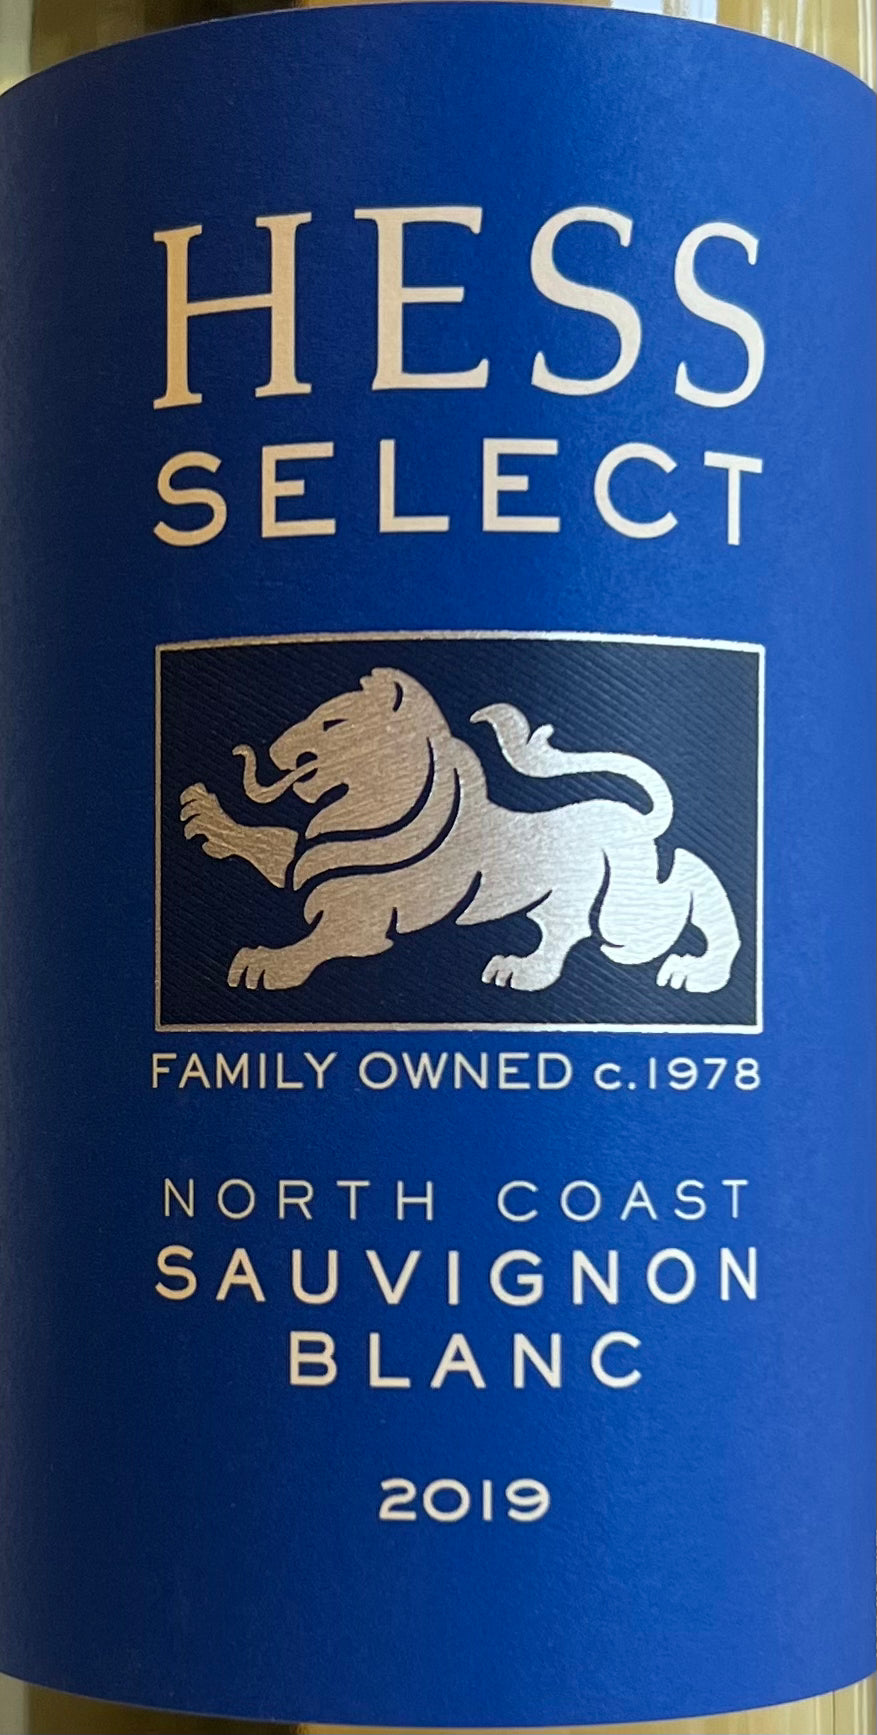 HESS
SELECT
FAMILY OWNED c.1978
NORTH COAST
SAUVIGNON
BLANC
2019